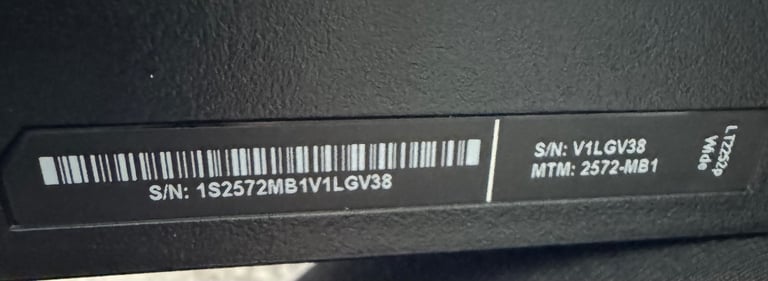 S/N: 1S2572MB1V1LGV38
S/N: V1LGV38
MTM: 2572-MB1
LT2252p
Wide